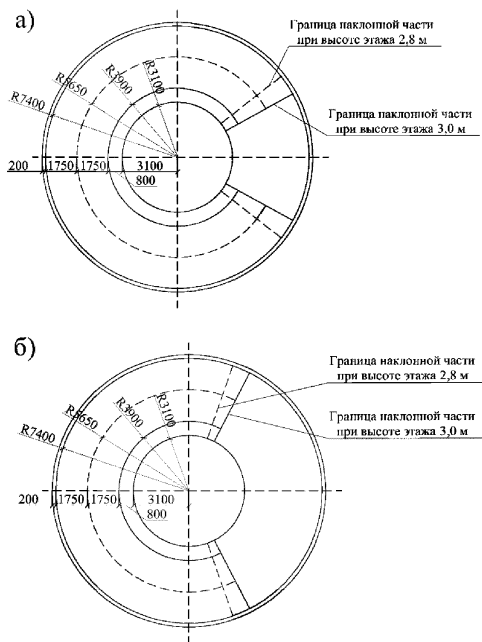 а)
Граница наклонной части
при высоте этажа 2,8 м
R3100
R3900
R5650
R7400
Граница наклонной части
при высоте этажа 3,0 м
200 1750 1750 3100
800
б)
Граница наклонной части
при высоте этажа 2,8 м
R3100
R3900
R5650
R7400
Граница наклонной части
при высоте этажа 3,0 м
200 1750 1750 3100
800